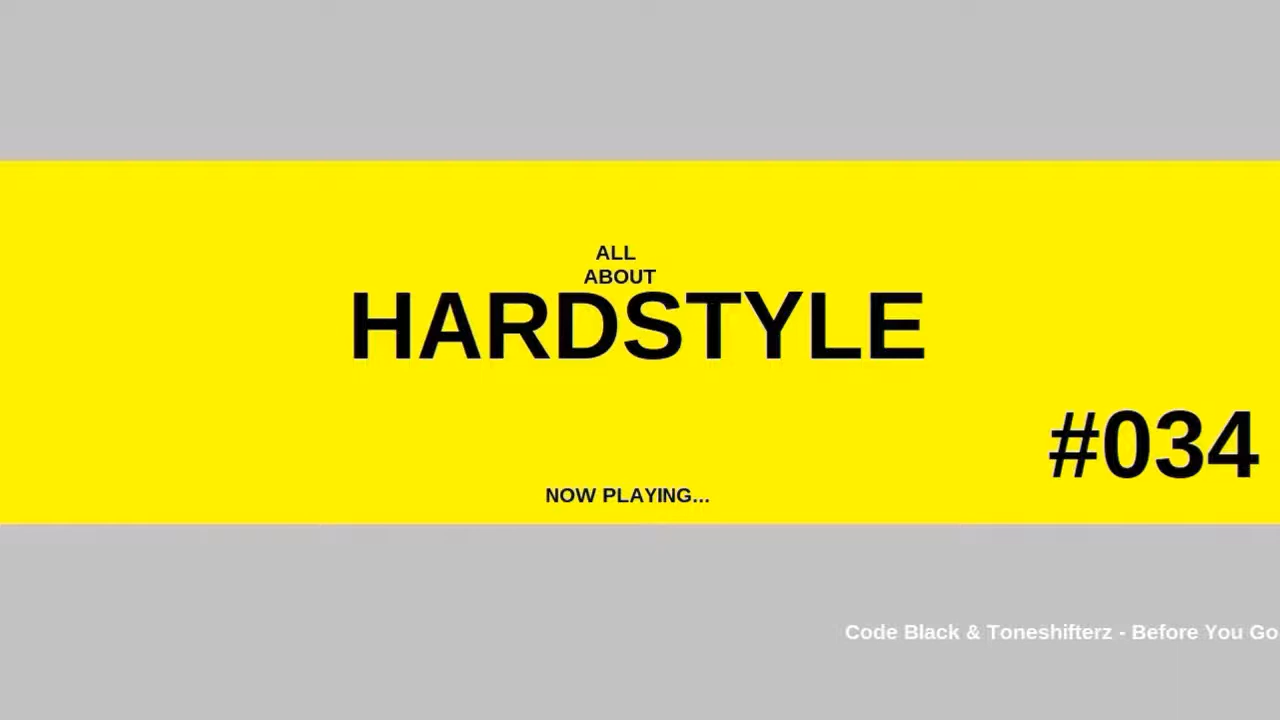 ALL
ABOUT
HARDSTYLE
#034
NOW PLAYING...
Code Black & Toneshifterz - Before You Go